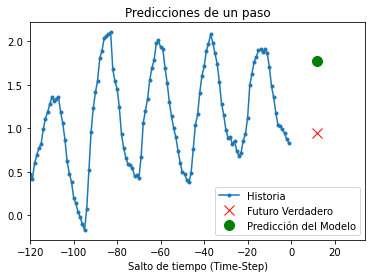 Predicciones de un paso
2.0
1.5
1.0
0.5
0.0
Historia
Futuro Verdadero
Predicción del Modelo
−120 −100 −80 −60 −40 −20 0 20
Salto de tiempo (Time-Step)